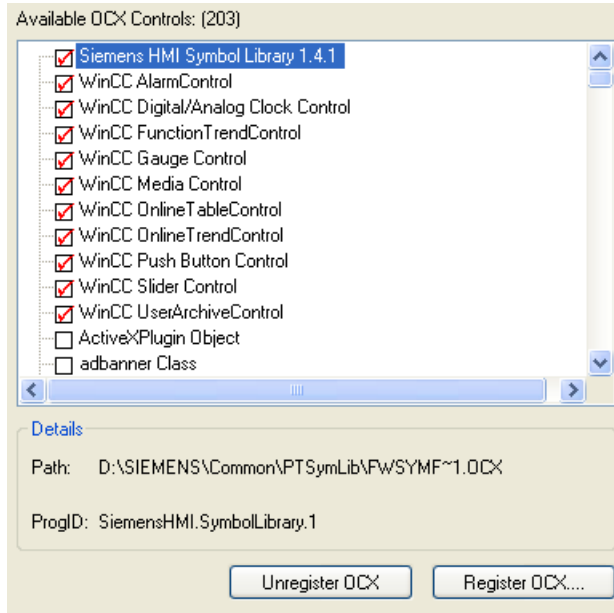 Available OCX Controls: (203)
Siemens HMI Symbol Library 1.4.1
WinCC AlarmControl
WinCC Digital/Analog Clock Control
WinCC FunctionTrendControl
WinCC Gauge Control
WinCC Media Control
WinCC OnlineTableControl
WinCC OnlineTrendControl
WinCC Push Button Control
WinCC Slider Control
WinCC UserArchiveControl
ActiveXPlugin Object
adbanner Class
Details
Path: D:\SIEMENS\Common\PTSymLib\FWSYMF~1.OCX
ProgID: SiemensHMI.SymbolLibrary.1
Unregister OCX Register OCX....